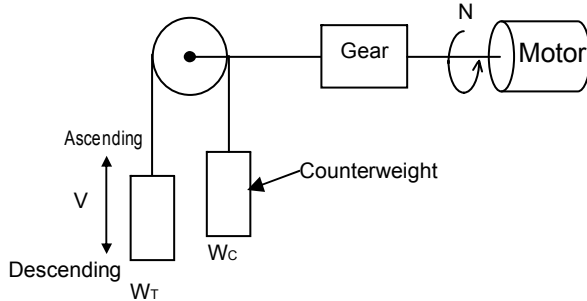 N
Gear
Motor
Ascending
V
Counterweight
Descending
WC
WT